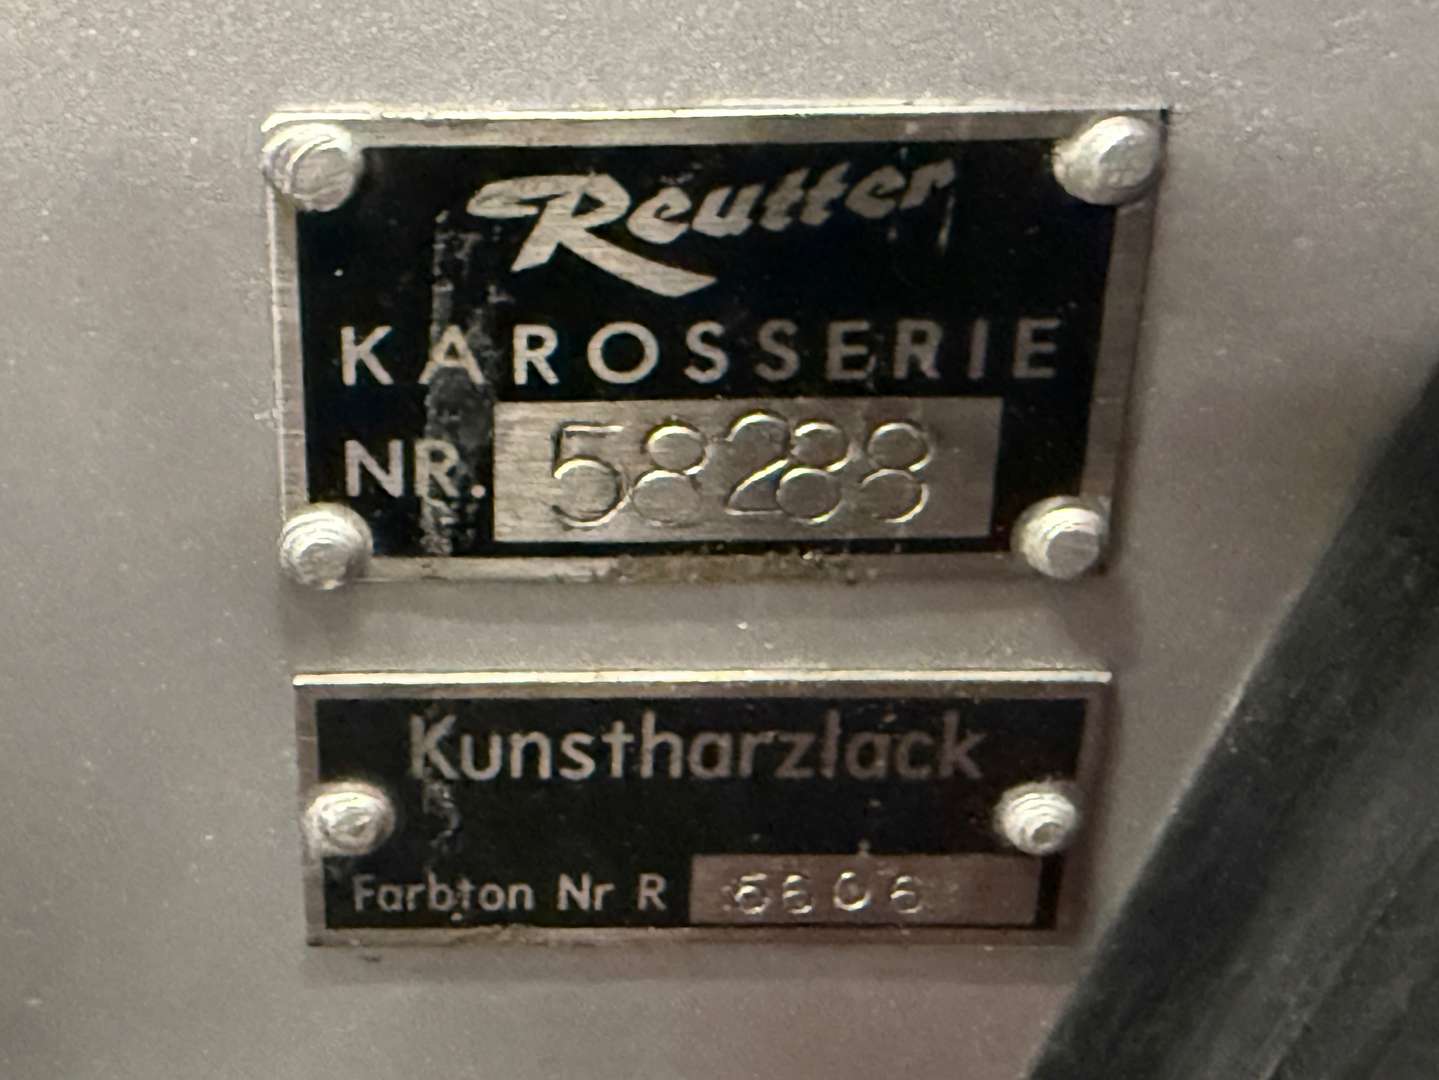 Reutter
KAROSSERIE
NR. 58288
Kunstharzlack
Farbton Nr R 6606